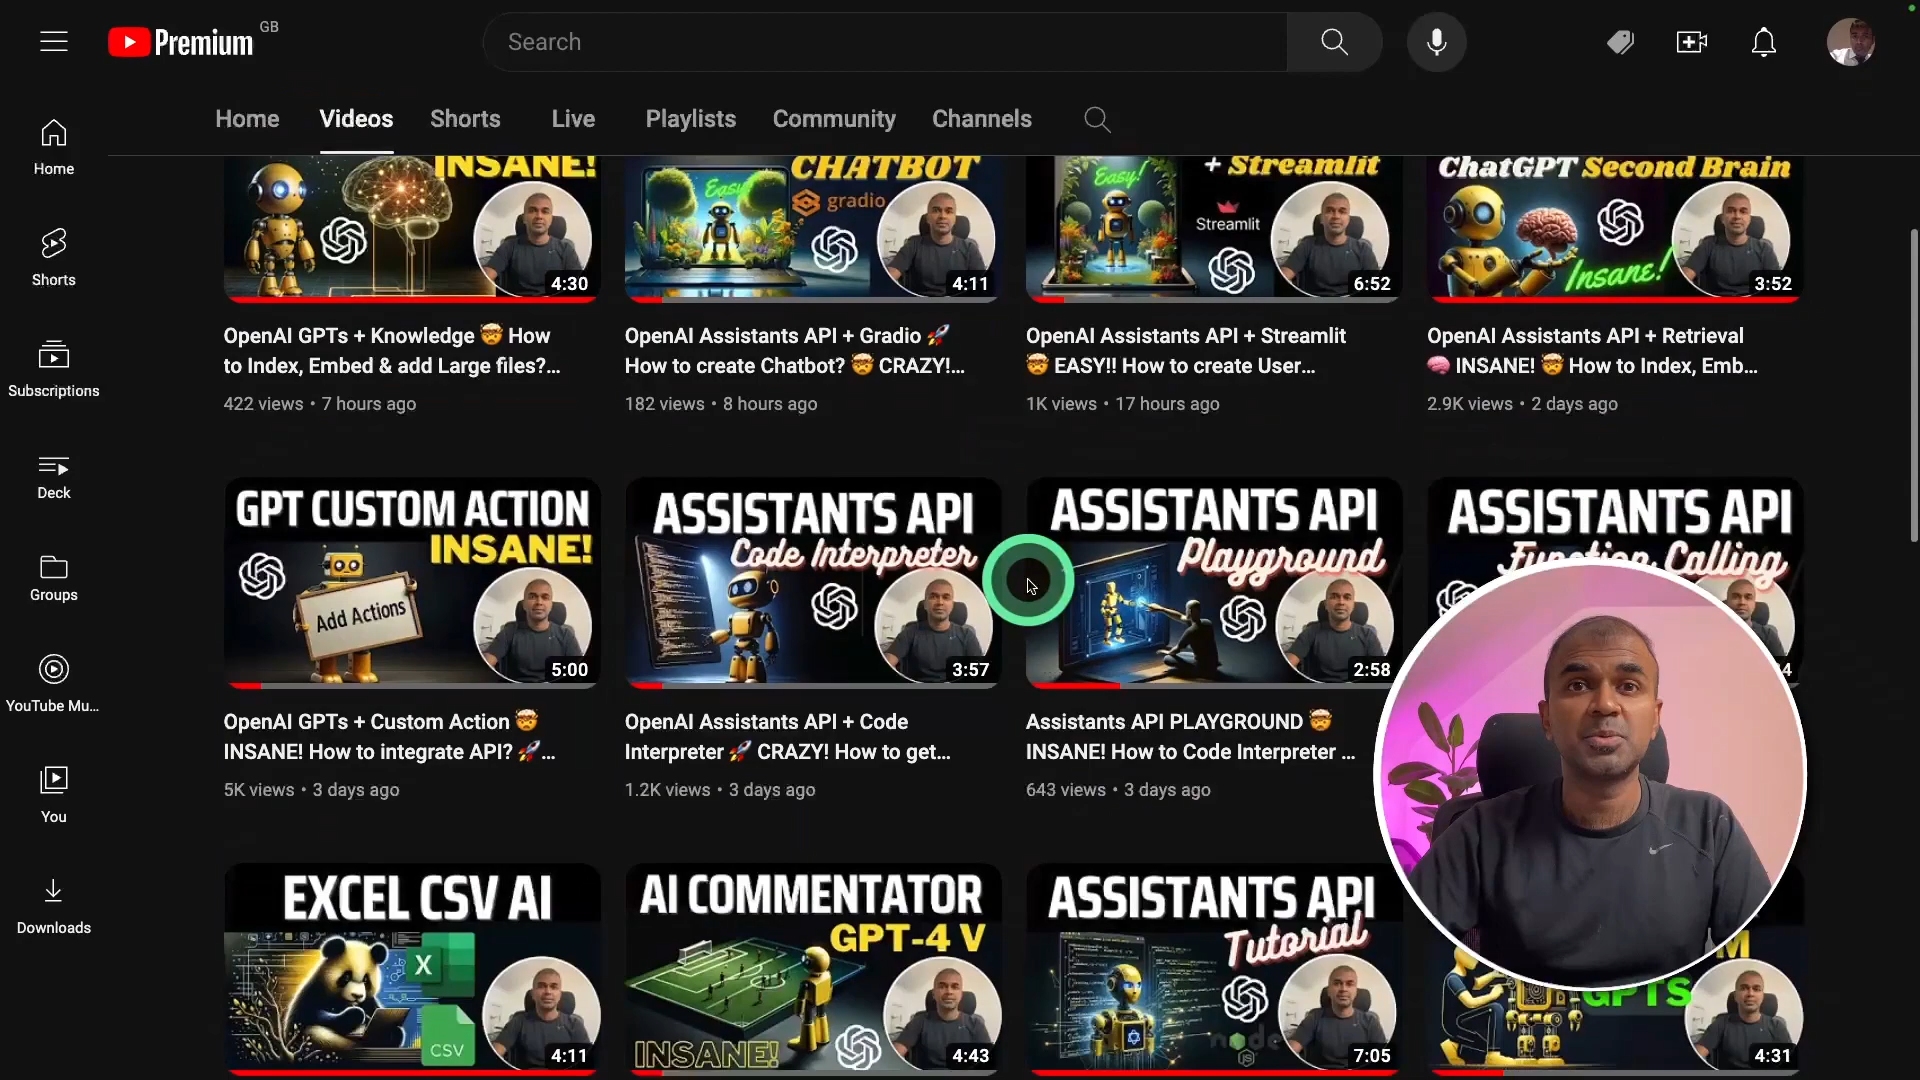 Premium
GB
Search
Home
Videos
Shorts
Live
Playlists
Community
Channels
Home
Shorts
Subscriptions
Deck
Groups
YouTube Mu...
You
Downloads
INSANE!
4:30
CHATBOT
Easy
gradio
4:11
+ Streamlit
Easy!
Streamlit
6:52
ChatGPT Second Brain
Insane!
3:52
OpenAI GPTs + Knowledge 🤯 How
to Index, Embed & add Large files?...
422 views • 7 hours ago
OpenAI Assistants API + Gradio 🚀
How to create Chatbot? 🤯 CRAZY!...
182 views • 8 hours ago
OpenAI Assistants API + Streamlit
🤯 EASY!! How to create User...
1K views • 17 hours ago
OpenAI Assistants API + Retrieval
🧠 INSANE! 🤯 How to Index, Emb...
2.9K views • 2 days ago
GPT CUSTOM ACTION
INSANE!
Add Actions
5:00
ASSISTANTS API
Code Interpreter
3:57
ASSISTANTS API
Playground
2:58
ASSISTANTS API
Function Calling
4
OpenAI GPTs + Custom Action 🤯
INSANE! How to integrate API? 🚀...
5K views • 3 days ago
OpenAI Assistants API + Code
Interpreter 🚀 CRAZY! How to get...
1.2K views • 3 days ago
Assistants API PLAYGROUND 🤯
INSANE! How to Code Interpreter ...
643 views • 3 days ago
EXCEL CSV AI
X
CSV
4:11
AI COMMENTATOR
GPT-4 V
INSANE!
4:43
ASSISTANTS API
Tutorial
node
JS
7:05
M
GPTS
4:31